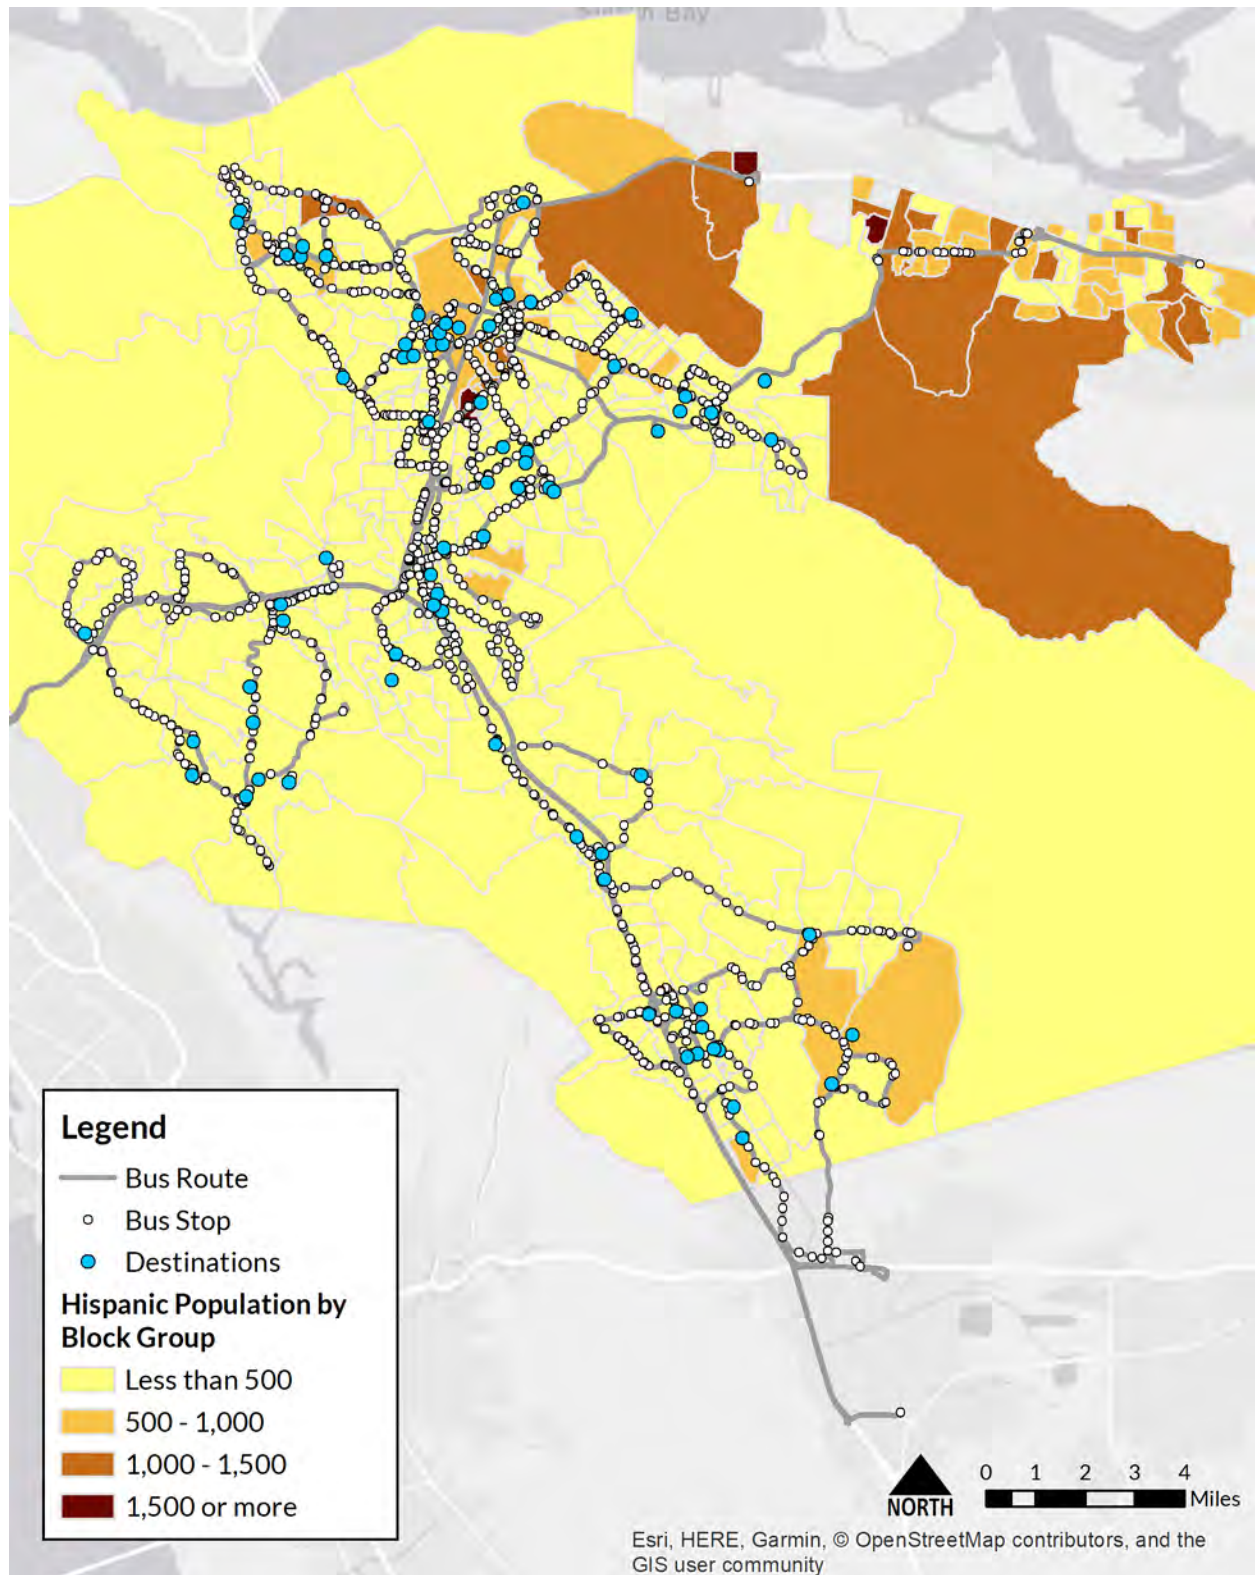 Bay
Legend
Bus Route
Bus Stop
Destinations
Hispanic Population by
Block Group
Less than 500
500 - 1,000
1,000 - 1,500
1,500 or more
NORTH
0 1 2 3 4
Miles
Esri, HERE, Garmin, © OpenStreetMap contributors, and the
GIS user community